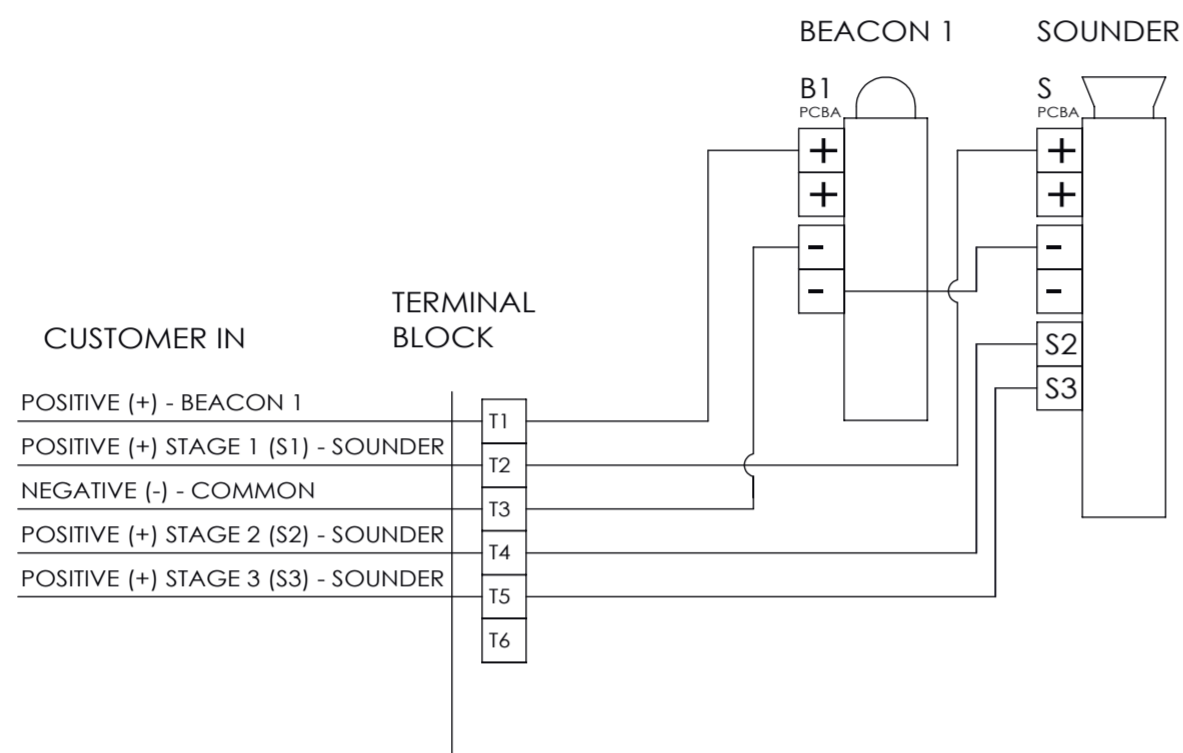 BEACON 1
SOUNDER
B1
PCBA
+
+
-
-
S
PCBA
+
+
-
-
S2
S3
CUSTOMER IN
TERMINAL
BLOCK
POSITIVE (+) - BEACON 1
T1
POSITIVE (+) STAGE 1 (S1) - SOUNDER
T2
NEGATIVE (-) - COMMON
T3
POSITIVE (+) STAGE 2 (S2) - SOUNDER
T4
POSITIVE (+) STAGE 3 (S3) - SOUNDER
T5
T6